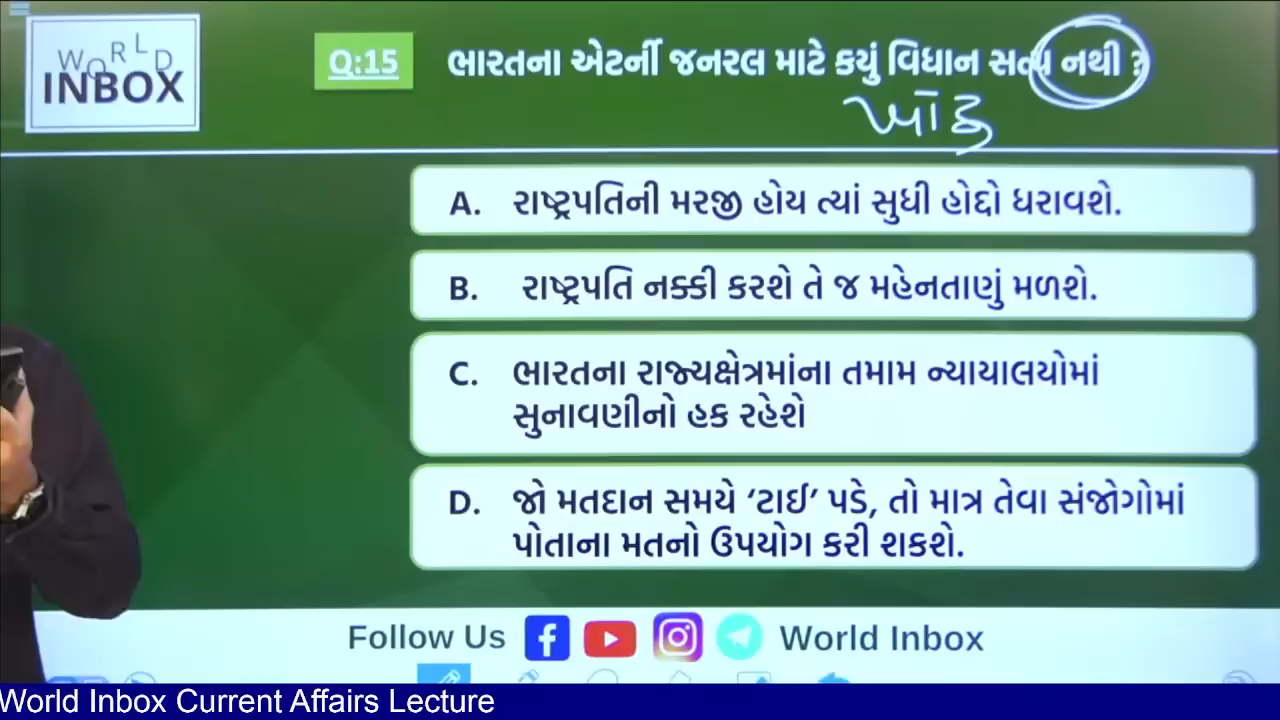 WORLD
INBOX
Q:15 ભારતના એટર્ની જનરલ માટે કયું વિધાન સત્ય નથી ?
ખોટું
A. રાષ્ટ્રપતિની મરજી હોય ત્યાં સુધી હોદ્દો ધરાવશે.
B. રાષ્ટ્રપતિ નક્કી કરશે તે જ મહેનતાણું મળશે.
C. ભારતના રાજ્યક્ષેત્રમાંના તમામ ન્યાયાલયોમાં
સુનાવણીનો હક રહેશે
D. જો મતદાન સમયે ‘ટાઈ’ પડે, તો માત્ર તેવા સંજોગોમાં
પોતાના મતનો ઉપયોગ કરી શકશે.
Follow Us World Inbox
World Inbox Current Affairs Lecture